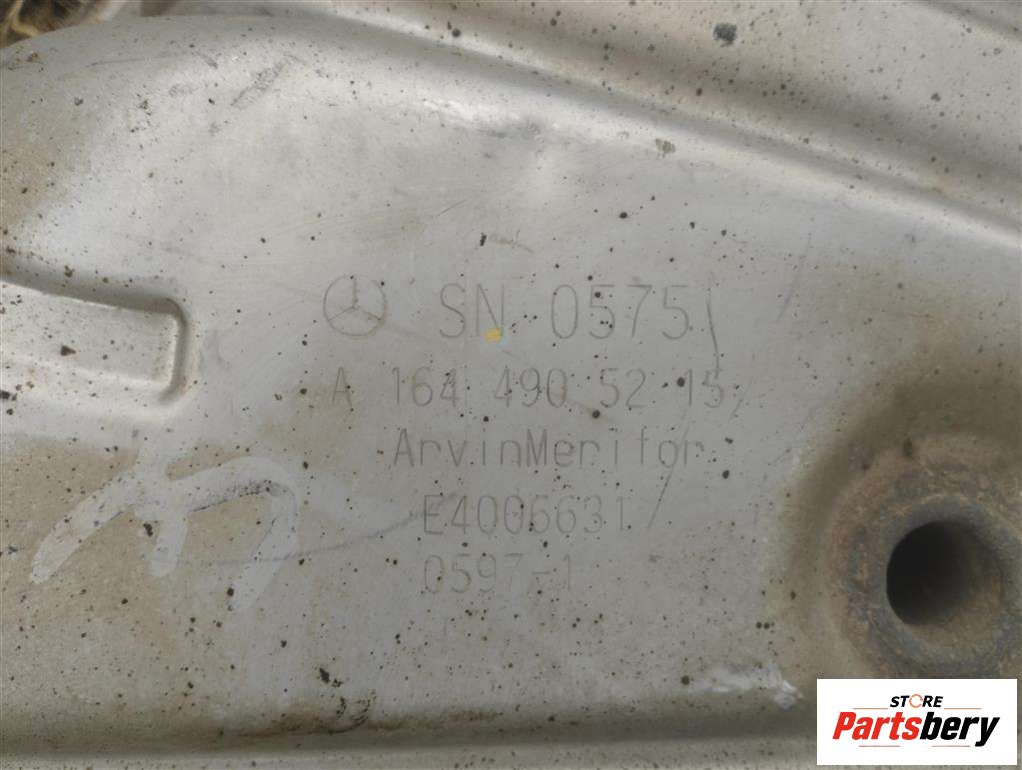 SN 0575
A 164 490 52 15
ArvinMeritor
E4006631
0597-1
STORE
Partsbery